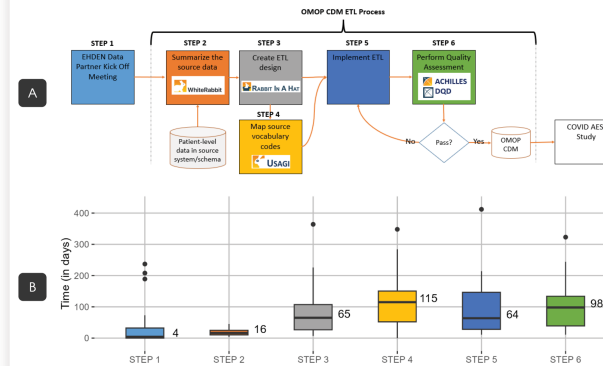 OMOP CDM ETL Process
STEP 1
EHDEN Data
Partner Kick Off
Meeting
STEP 2
Summarize the
source data
WhiteRabbit
STEP 3
Create ETL
design
RABBIT IN A HAT
STEP 5
Implement ETL
STEP 6
Perform Quality
Assessment
ACHILLES
DQD
A
STEP 4
Map source
vocabulary
codes
USAGI
Patient-level
data in source
system/schema
No
Pass?
Yes
OMOP
CDM
COVID AES
Study
B
Time (in days)
400
300
200
100
0
4
16
65
115
64
98
STEP 1
STEP 2
STEP 3
STEP 4
STEP 5
STEP 6